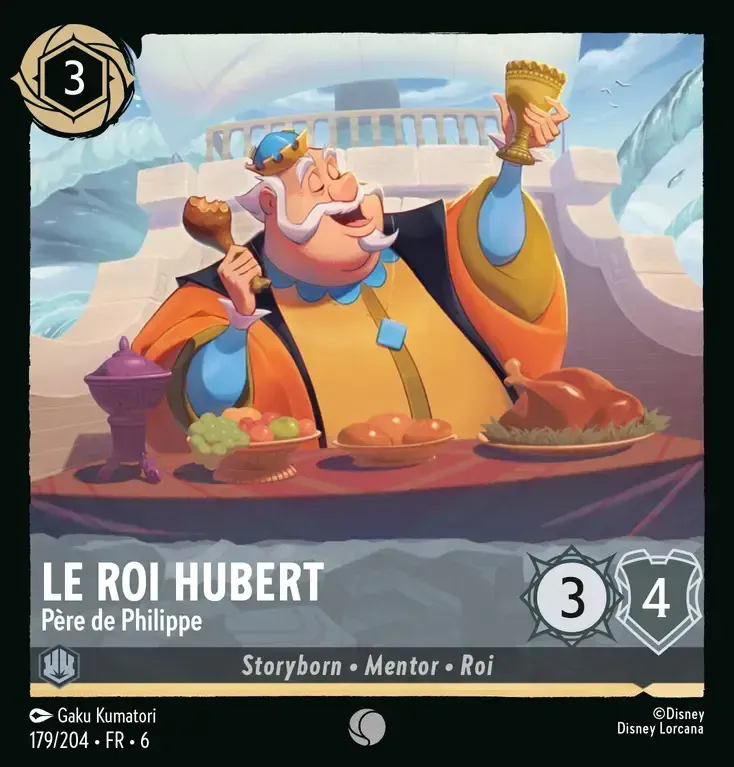 3
LE ROI HUBERT
Père de Philippe
3
4
Storyborn • Mentor • Roi
Gaku Kumatori
179/204 • FR • 6
©Disney
Disney Lorcana